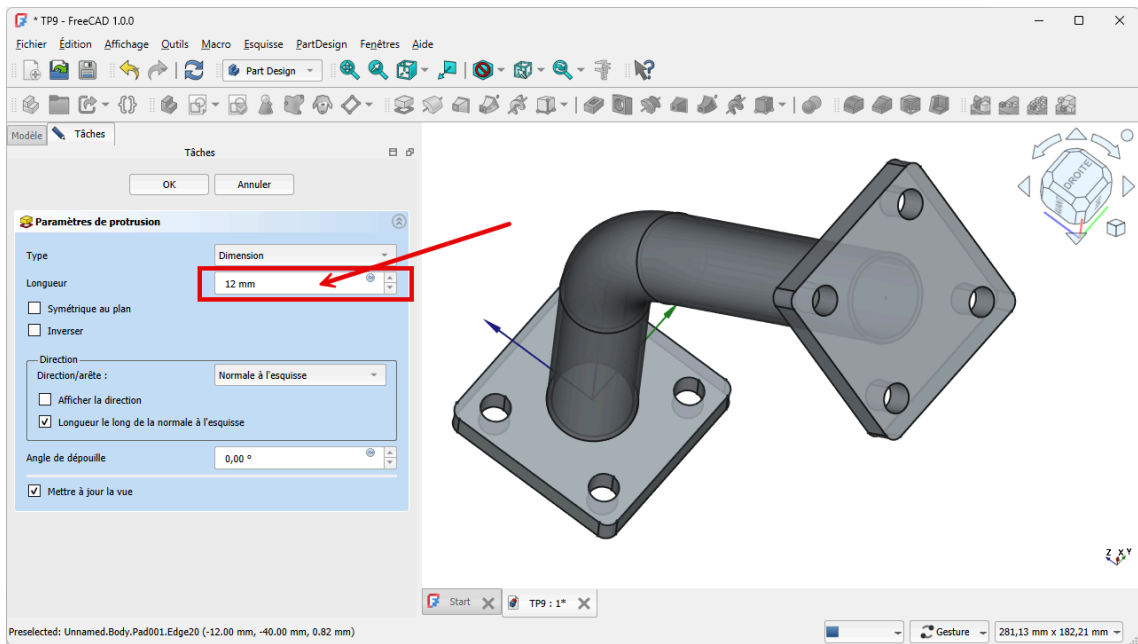 * TP9 - FreeCAD 1.0.0
Fichier Édition Affichage Outils Macro Esquisse PartDesign Fenêtres Aide
Part Design
Modèle Tâches
Tâches
OK Annuler
Paramètres de protrusion
Type Dimension
Longueur 12 mm
Symétrique au plan
Inverser
Direction
Direction/arête : Normale à l'esquisse
Afficher la direction
Longueur le long de la normale à l'esquisse
Angle de dépouille 0,00 °
Mettre à jour la vue
DROITE
Z X Y
Start TP9 : 1*
Preselected: Unnamed.Body.Pad001.Edge20 (-12.00 mm, -40.00 mm, 0.82 mm) Gesture 281,13 mm x 182,21 mm